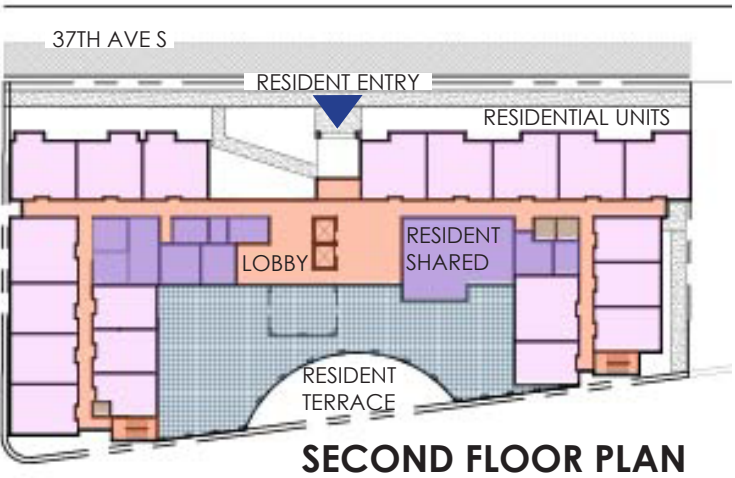 37TH AVE S
RESIDENT ENTRY
RESIDENTIAL UNITS
LOBBY
RESIDENT
SHARED
RESIDENT
TERRACE
SECOND FLOOR PLAN